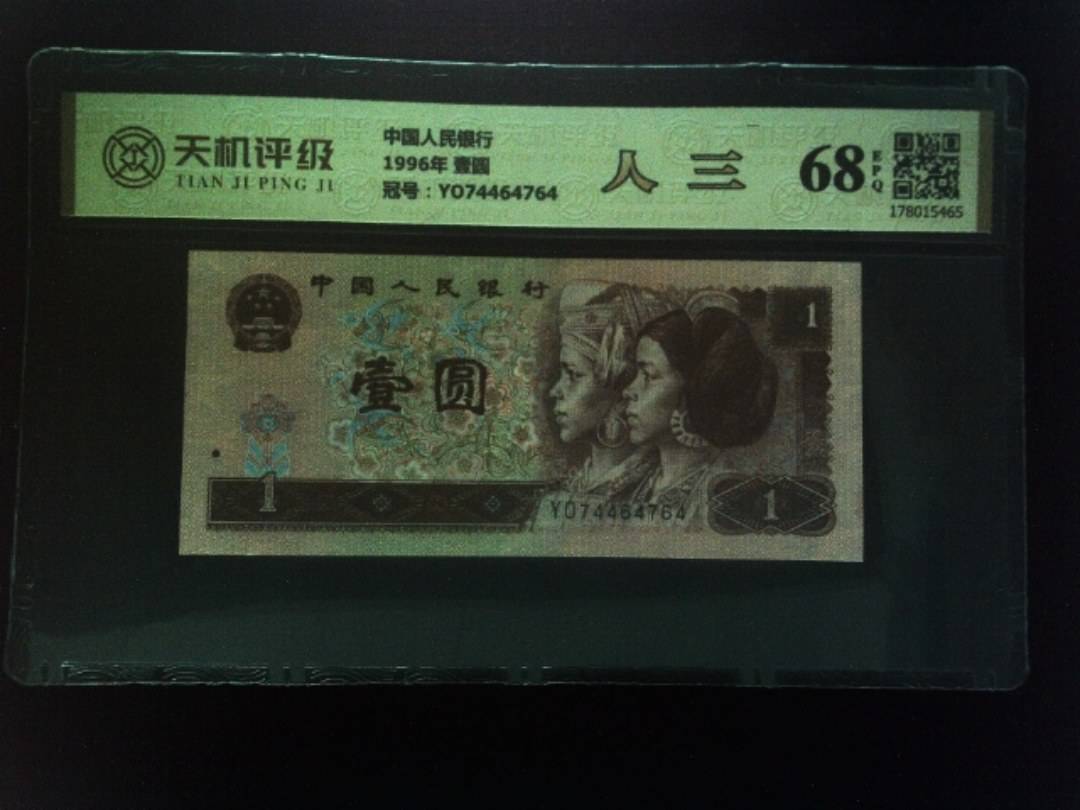 天机评级
TIAN JI PING JI
中国人民银行
1996年 壹圆
冠号：YO74464764
人 三
68
EPQ
178015465
中国人民银行
1
壹圆
1
YO74464764
1